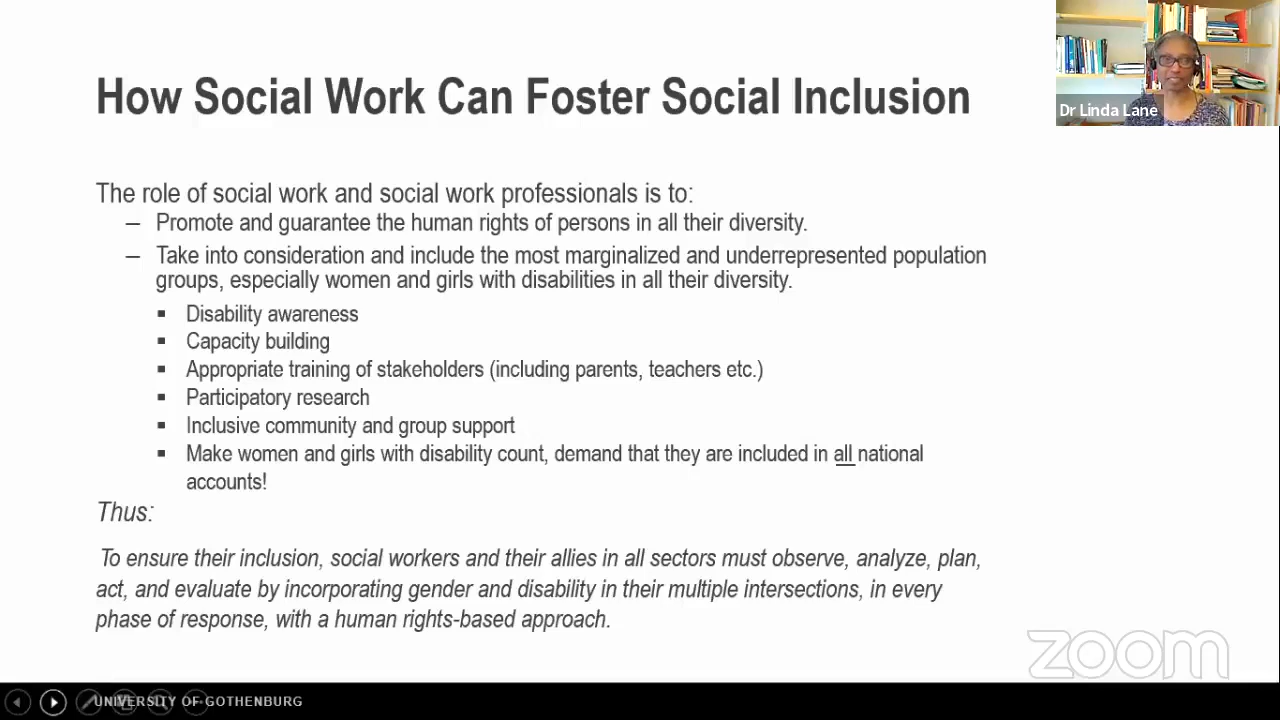 How Social Work Can Foster Social Inclusion
Dr Linda Lane
The role of social work and social work professionals is to:
– Promote and guarantee the human rights of persons in all their diversity.
– Take into consideration and include the most marginalized and underrepresented population
groups, especially women and girls with disabilities in all their diversity.
▪ Disability awareness
▪ Capacity building
▪ Appropriate training of stakeholders (including parents, teachers etc.)
▪ Participatory research
▪ Inclusive community and group support
▪ Make women and girls with disability count, demand that they are included in all national
accounts!
Thus:
To ensure their inclusion, social workers and their allies in all sectors must observe, analyze, plan,
act, and evaluate by incorporating gender and disability in their multiple intersections, in every
phase of response, with a human rights-based approach.
zoom
UNIVERSITY OF GOTHENBURG